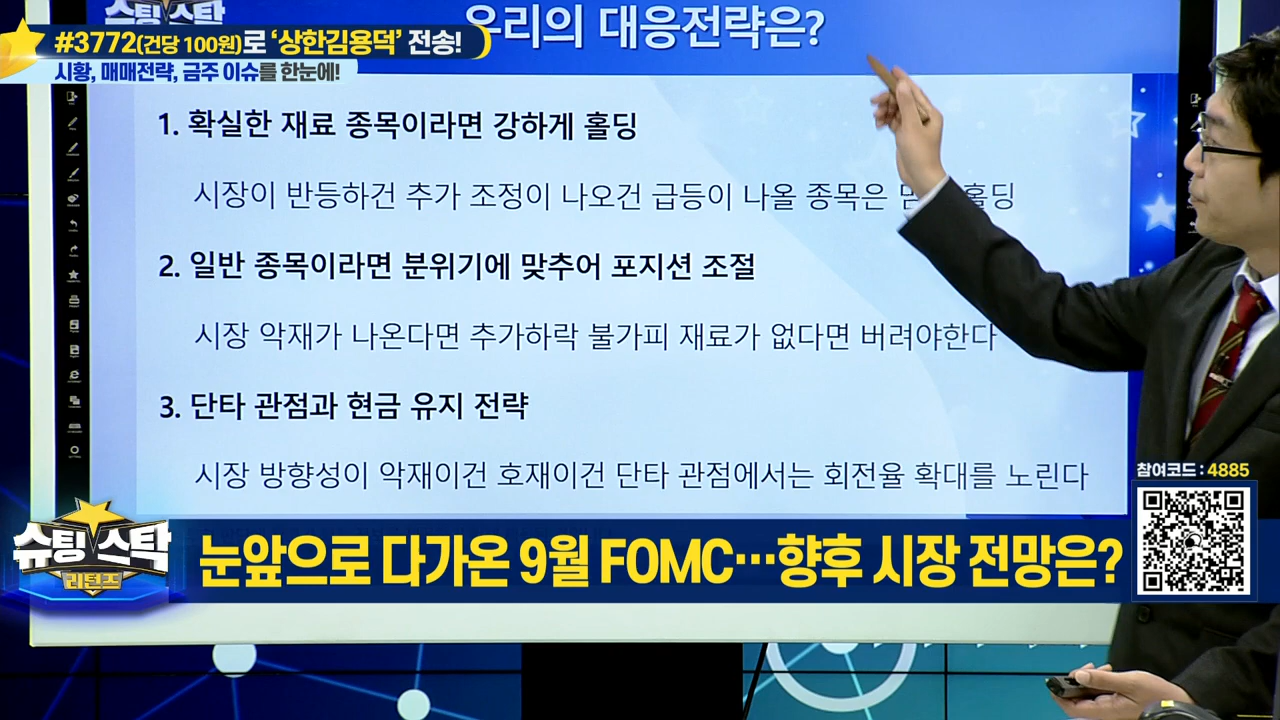 슈팅 스탁
#3772(건당 100원)로 ‘상한김용덕’ 전송!
시황, 매매전략, 금주 이슈를 한눈에!
우리의 대응전략은?
1. 확실한 재료 종목이라면 강하게 홀딩
시장이 반등하건 추가 조정이 나오건 급등이 나올 종목은 홀딩
2. 일반 종목이라면 분위기에 맞추어 포지션 조절
시장 악재가 나온다면 추가하락 불가피 재료가 없다면 버려야한다
3. 단타 관점과 현금 유지 전략
시장 방향성이 악재이건 호재이건 단타 관점에서는 회전율 확대를 노린다
참여코드 : 4885
슈팅 스탁
리턴즈
눈앞으로 다가온 9월 FOMC…향후 시장 전망은?